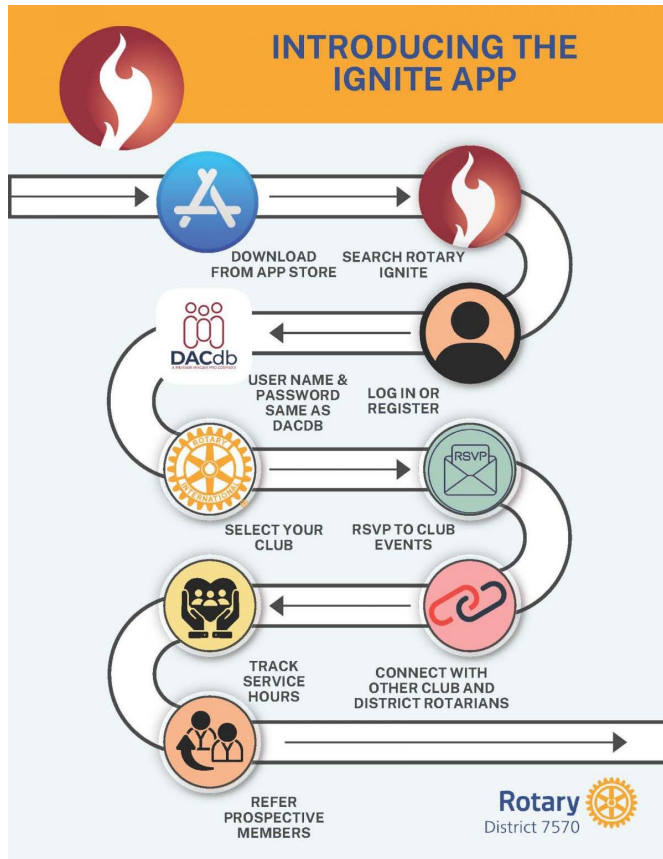 INTRODUCING THE
IGNITE APP
DOWNLOAD
FROM APP STORE
SEARCH ROTARY
IGNITE
LOG IN OR
REGISTER
DACdb
USER NAME &
PASSWORD
SAME AS
DACDB
ROTARY
INTERNATIONAL
SELECT YOUR
CLUB
RSVP
RSVP TO CLUB
EVENTS
CONNECT WITH
OTHER CLUB AND
DISTRICT ROTARIANS
TRACK
SERVICE
HOURS
REFER
PROSPECTIVE
MEMBERS
Rotary
District 7570